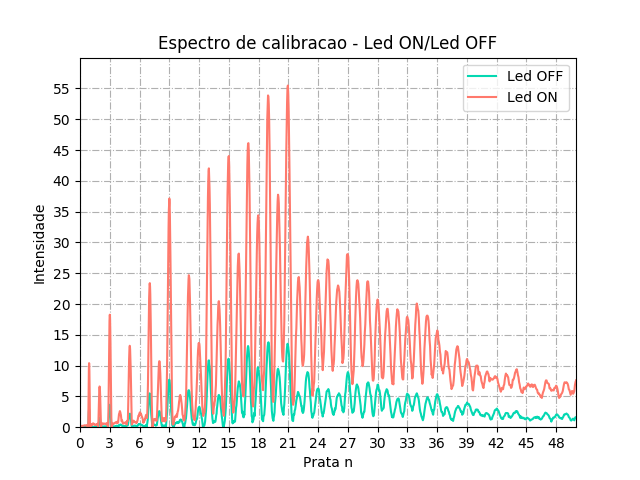 Espectro de calibracao - Led ON/Led OFF
Led OFF
Led ON
55
50
45
40
35
30
25
20
15
10
5
0
Intensidade
0 3 6 9 12 15 18 21 24 27 30 33 36 39 42 45 48
Prata n